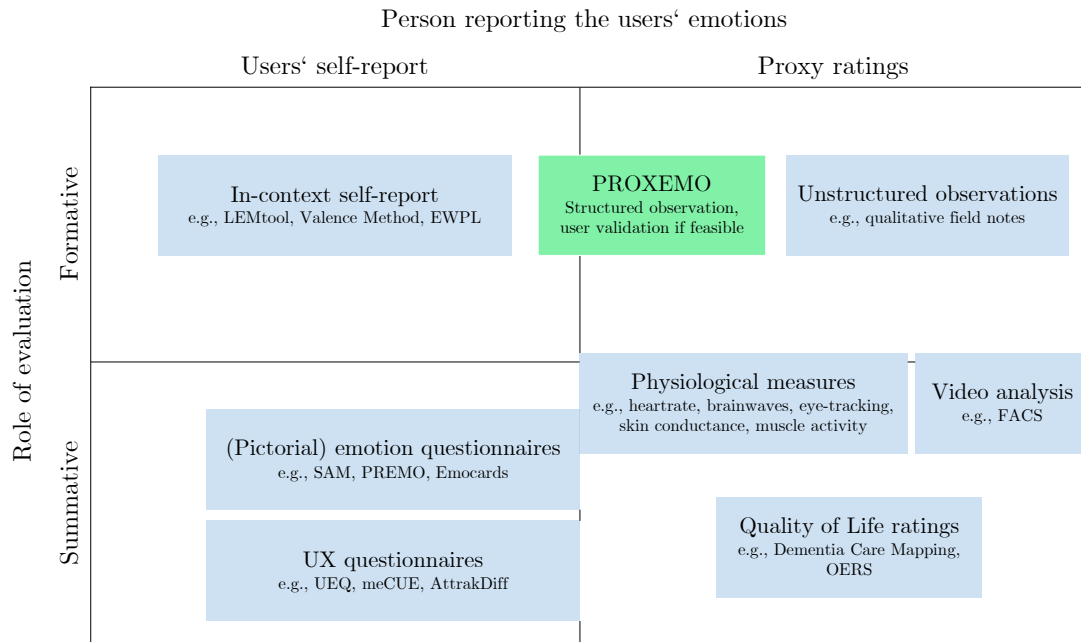 Person reporting the users‘ emotions
Users‘ self-report
Proxy ratings
Role of evaluation
Formative
In-context self-report
e.g., LEMtool, Valence Method, EWPL
PROXEMO
Structured observation,
user validation if feasible
Unstructured observations
e.g., qualitative field notes
Summative
Physiological measures
e.g., heartrate, brainwaves, eye-tracking,
skin conductance, muscle activity
Video analysis
e.g., FACS
(Pictorial) emotion questionnaires
e.g., SAM, PREMO, Emocards
Quality of Life ratings
e.g., Dementia Care Mapping,
OERS
UX questionnaires
e.g., UEQ, meCUE, AttrakDiff